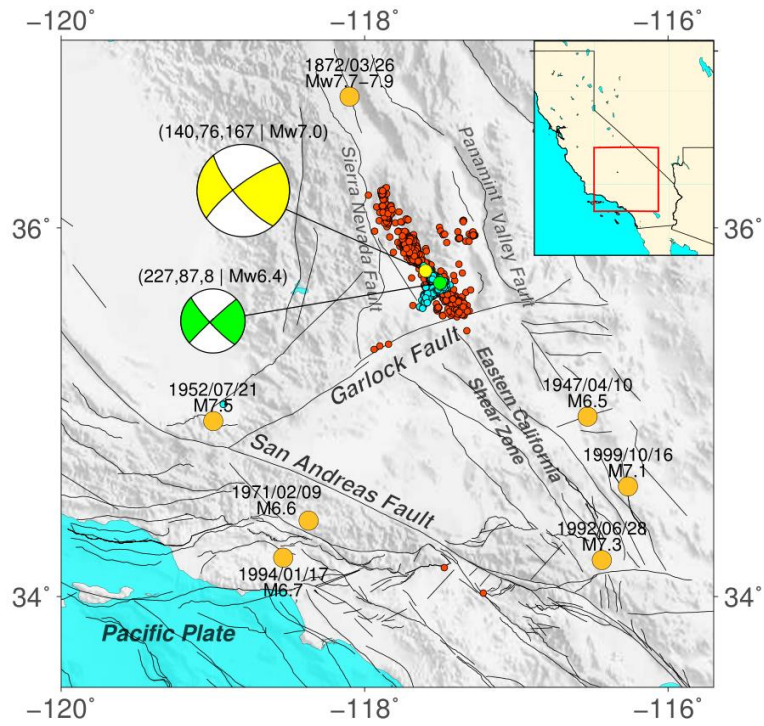 -120° -118° -116°
1872/03/26
Mw7.7-7.9
(140,76,167 | Mw7.0)
Sierra Nevada Fault
Panamint Valley Fault
36° 36°
(227,87,8 | Mw6.4)
Garlock Fault
1952/07/21
M7.5
Eastern California
Shear Zone
1947/04/10
M6.5
San Andreas Fault
1999/10/16
M7.1
1971/02/09
M6.6
1992/06/28
M7.3
1994/01/17
M6.7
34° 34°
Pacific Plate
-120° -118° -116°